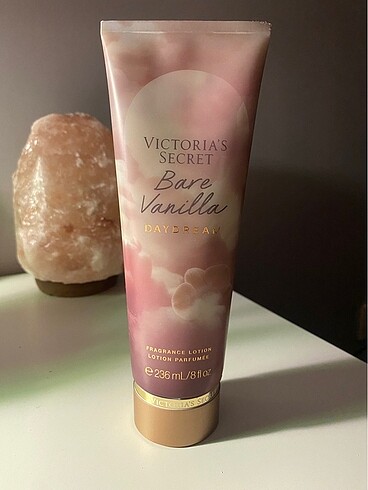 VICTORIA'S
SECRET
Bare
Vanilla
DAYDREAM
FRAGRANCE LOTION
LOTION PARFUMÉE
℮ 236 mL/8 fl oz
VICTORIA'S SECRET